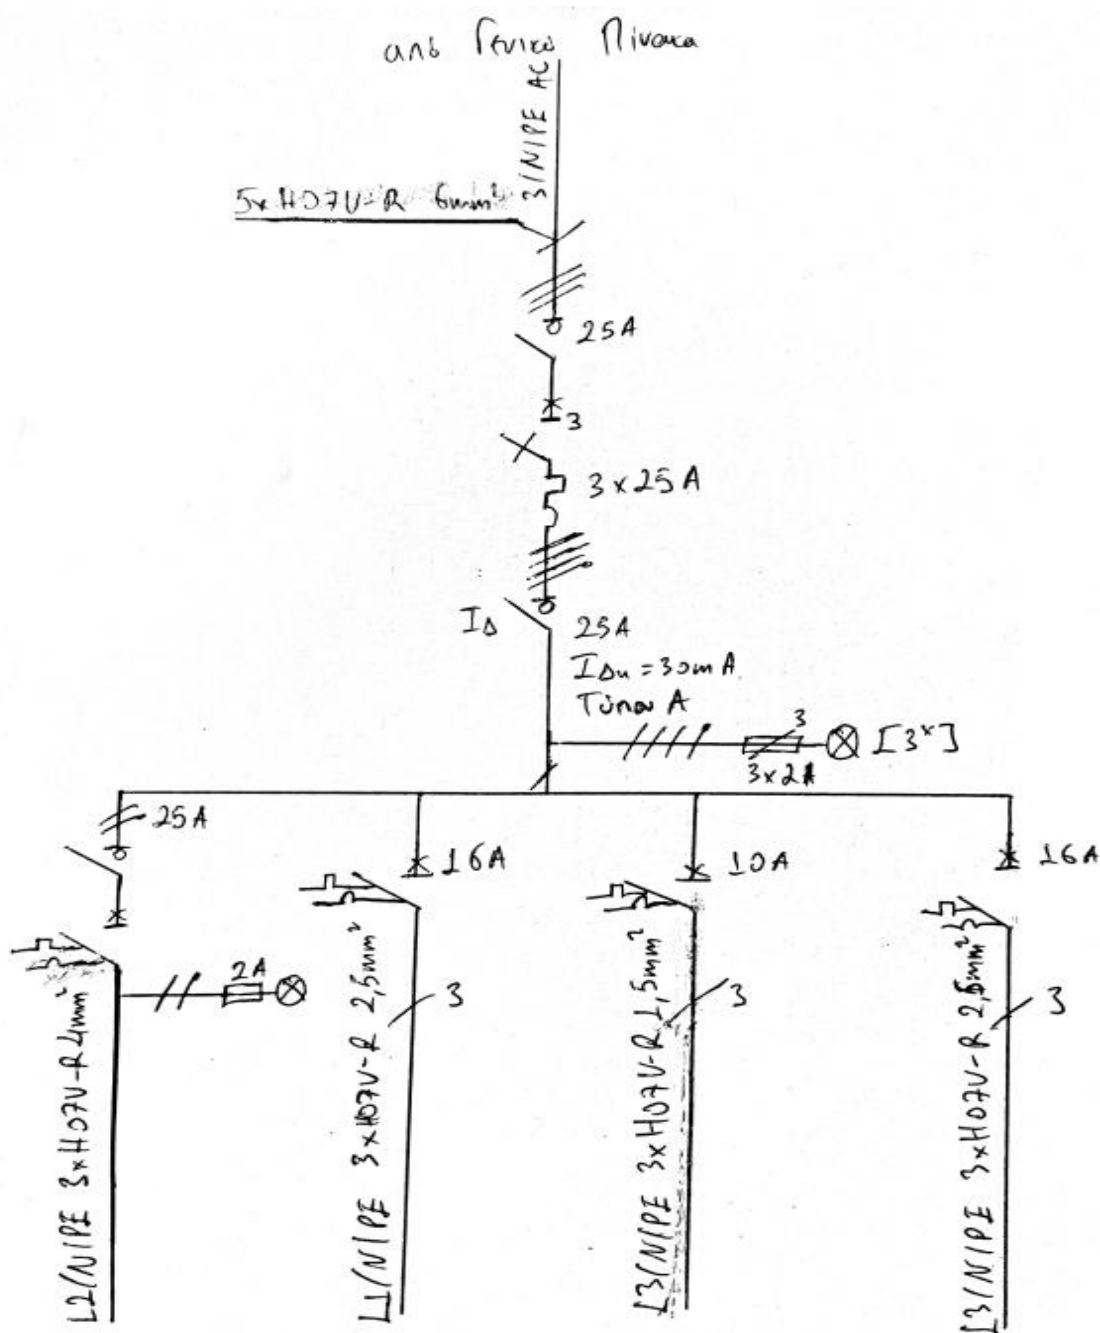 από Γενικό Πίνακα
3/N/PE AC
5x H07V-R 6mm²
25A
3
3x25A
IΔ
25A
IΔn = 30mA
Τύπου A
3
[3x]
3x2A
25A
16A
10A
16A
2A
3
3
3
L2/N/PE 3xH07V-R 4mm²
L1/N/PE 3xH07V-R 2,5mm²
L3/N/PE 3xH07V-R 1,5mm²
L3/N/PE 3xH07V-R 2,5mm²